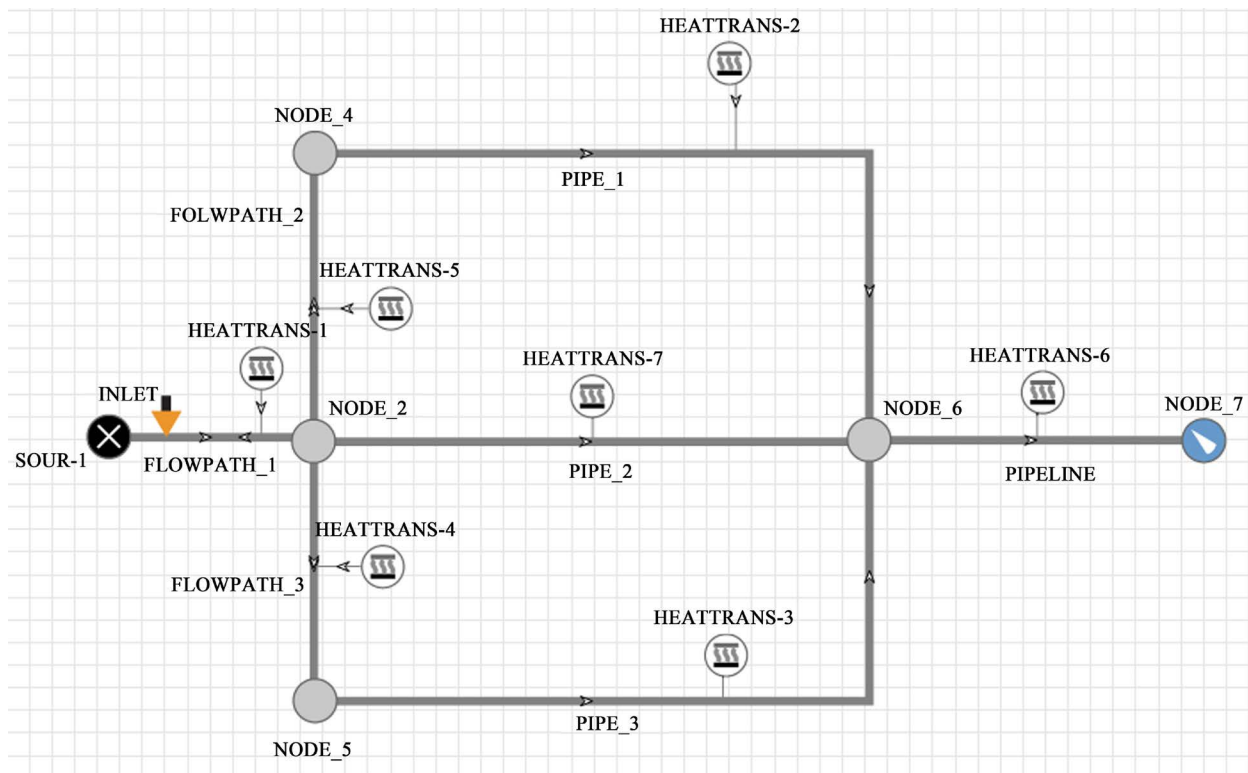 HEATTRANS-2
NODE_4
PIPE_1
FOLWPATH_2
HEATTRANS-5
HEATTRANS-1
HEATTRANS-7
HEATTRANS-6
INLET
NODE_2
NODE_6
NODE_7
SOUR-1
FLOWPATH_1
PIPE_2
PIPELINE
HEATTRANS-4
FLOWPATH_3
HEATTRANS-3
PIPE_3
NODE_5